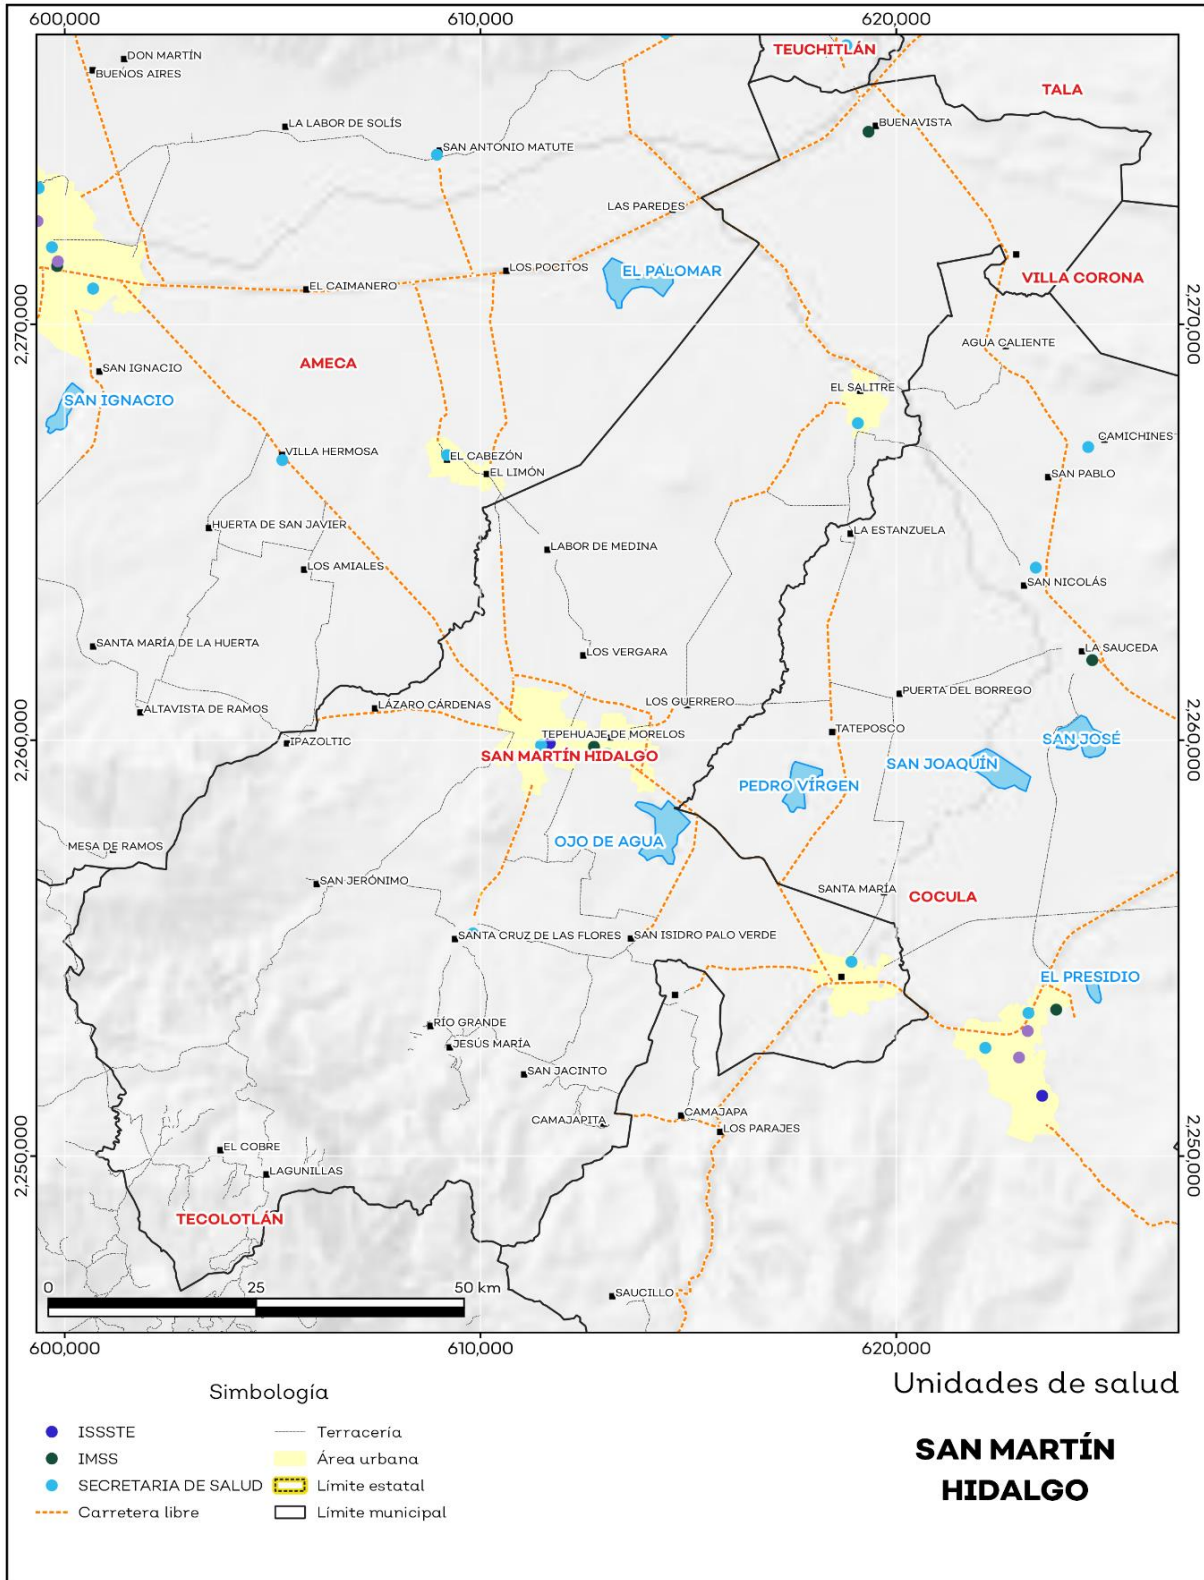 600,000
610,000
620,000
TEUCHITLÁN
DON MARTÍN
BUENOS AIRES
TALA
LA LABOR DE SOLÍS
BUENAVISTA
SAN ANTONIO MATUTE
LAS PAREDES
LOS POCITOS
EL PALOMAR
VILLA CORONA
EL CAIMANERO
2,270,000
2,270,000
AGUA CALIENTE
AMECA
SAN IGNACIO
EL SALITRE
SAN IGNACIO
CAMICHINES
VILLA HERMOSA
EL CABEZÓN
EL LIMÓN
SAN PABLO
HUERTA DE SAN JAVIER
LA ESTANZUELA
LABOR DE MEDINA
LOS AMIALES
SAN NICOLÁS
SANTA MARÍA DE LA HUERTA
LOS VERGARA
LA SAUCEDA
PUERTA DEL BORREGO
LOS GUERRERO
LÁZARO CÁRDENAS
ALTAVISTA DE RAMOS
TATEPOSCO
TEPEHUAJE DE MORELOS
SAN JOSÉ
2,260,000
2,260,000
IPAZOLTIC
SAN MARTÍN HIDALGO
SAN JOAQUÍN
PEDRO VÍRGEN
OJO DE AGUA
MESA DE RAMOS
SAN JERÓNIMO
SANTA MARÍA
COCULA
SANTA CRUZ DE LAS FLORES
SAN ISIDRO PALO VERDE
EL PRESIDIO
RÍO GRANDE
JESÚS MARÍA
SAN JACINTO
CAMAJAPITA
CAMAJAPA
LOS PARAJES
EL COBRE
2,250,000
2,250,000
LAGUNILLAS
TECOLOTLÁN
0 25 50 km
SAUCILLO
600,000
610,000
620,000
Simbología
Unidades de salud
SAN MARTÍN
HIDALGO
ISSSTE
IMSS
SECRETARIA DE SALUD
Carretera libre
Terracería
Área urbana
Límite estatal
Límite municipal